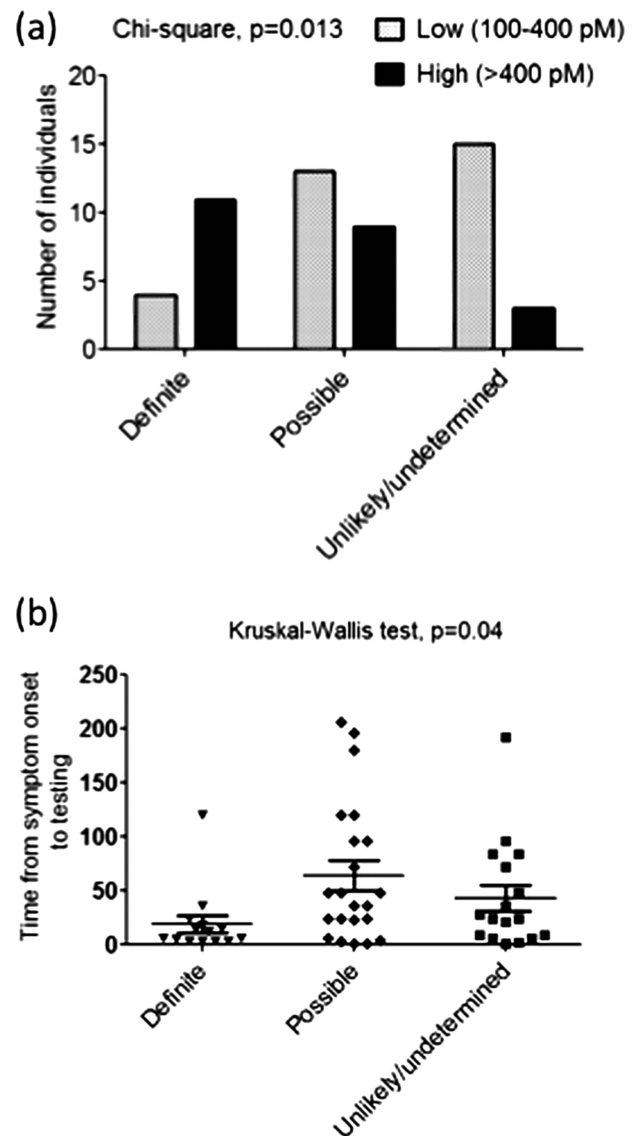 (a)
Chi-square, p=0.013
Low (100-400 pM)
High (>400 pM)
Number of individuals
20
15
10
5
0
Definite
Possible
Unlikely/undetermined
(b)
Kruskal-Wallis test, p=0.04
Time from symptom onset
to testing
250
200
150
100
50
0
Definite
Possible
Unlikely/undetermined